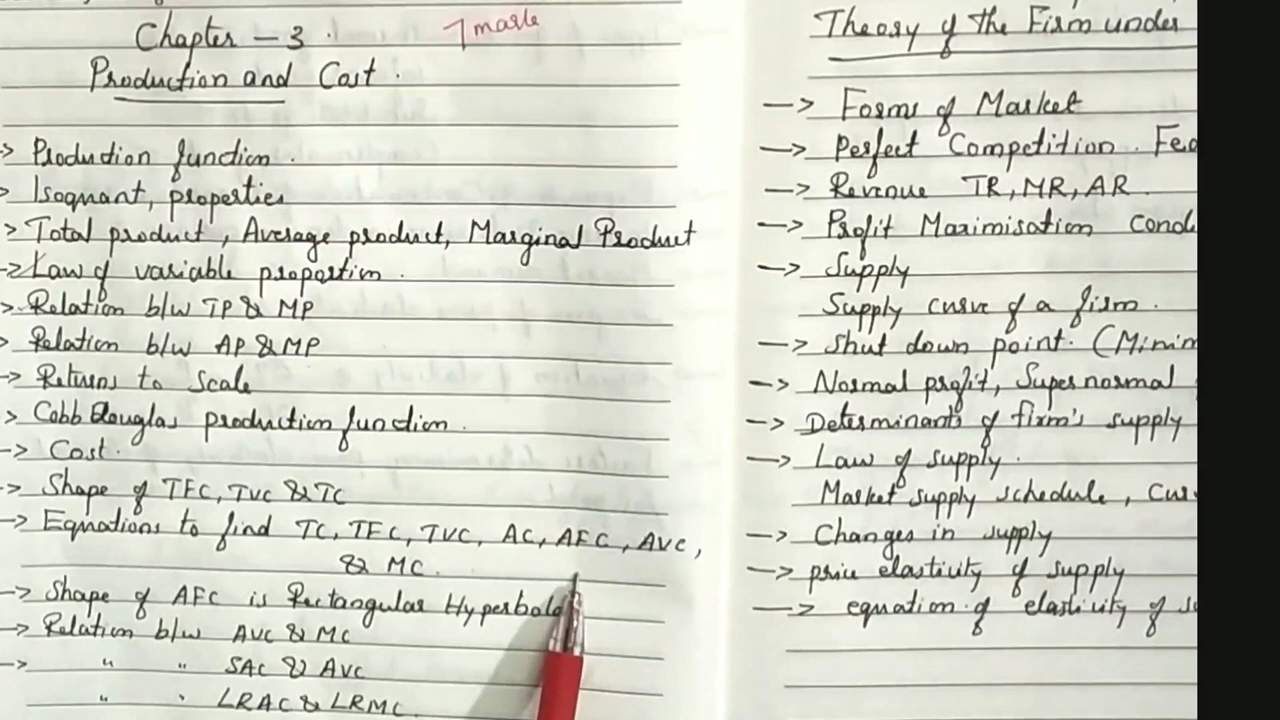 Chapter - 3.
7 marks
Production and Cost.
-> Production function.
-> Isoquant, properties
-> Total product, Average product, Marginal Product
-> Law of variable proportion.
-> Relation b/w TP & MP
-> Relation b/w AP & MP
-> Returns to Scale
-> Cobb Douglas production function.
-> Cost.
-> Shape of TFC, TVC & TC
-> Equations to find TC, TFC, TVC, AC, AFC, AVC,
& MC.
-> Shape of AFC is Rectangular Hyperbola
-> Relation b/w AVC & MC
-> " " SAC & AVC
" " LRAC & LRMC.
Theory of the Firm under
-> Forms of Market
-> Perfect Competition. Fea
-> Revenue TR, MR, AR.
-> Profit Maximisation Cond
-> Supply
Supply curve of a firm.
-> Shut down point. (Minim
-> Normal profit, Supernormal
-> Determinants of firm's supply
-> Law of supply.
Market supply schedule, Cur
-> Changes in supply
-> price elasticity of supply
-> equation of elasticity of s